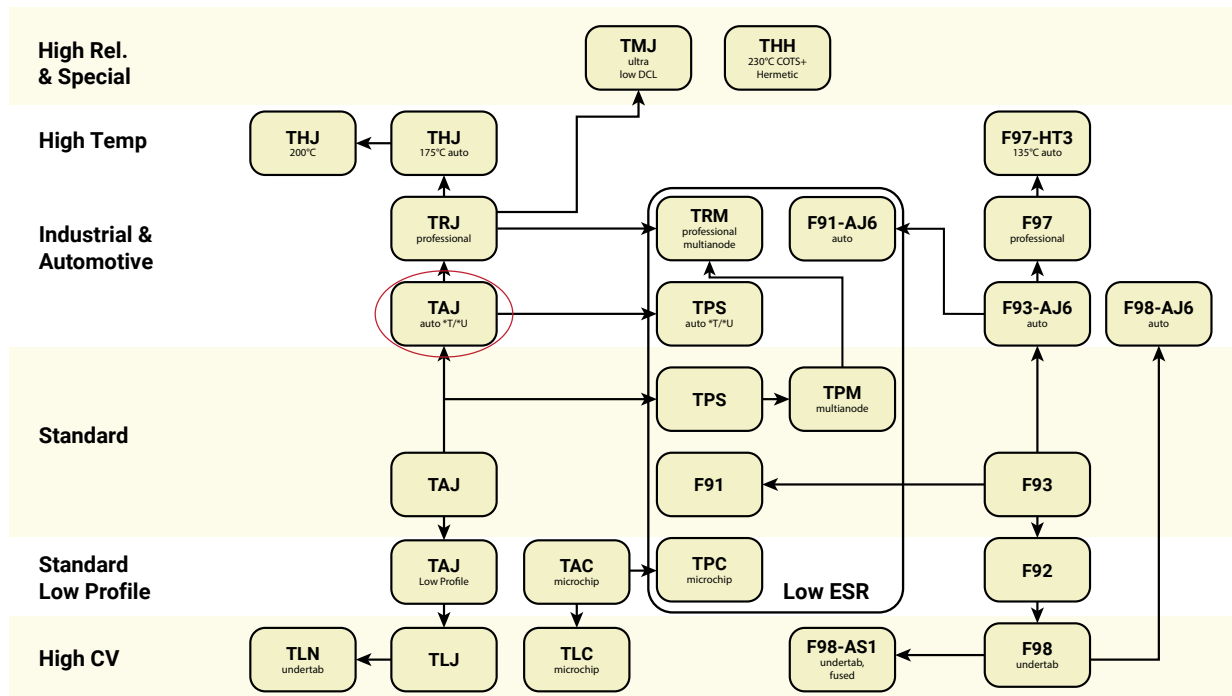 High Rel.
& Special
TMJ
ultra
low DCL
THH
230°C COTS+
Hermetic
High Temp
THJ
200°C
THJ
175°C auto
F97-HT3
135°C auto
Industrial &
Automotive
TRJ
professional
TRM
professional
multianode
F91-AJ6
auto
F97
professional
TAJ
auto *T/*U
TPS
auto *T/*U
F93-AJ6
auto
F98-AJ6
auto
Standard
TPS
TPM
multianode
TAJ
F91
F93
Standard
Low Profile
TAJ
Low Profile
TAC
microchip
TPC
microchip
Low ESR
F92
High CV
TLN
undertab
TLJ
TLC
microchip
F98-AS1
undertab,
fused
F98
undertab